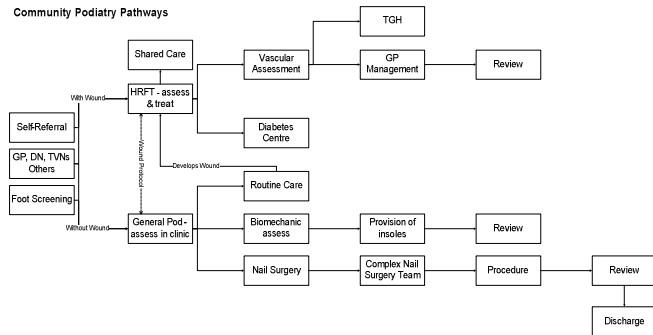 Community Podiatry Pathways
TGH
Shared Care
Vascular
Assessment
GP
Management
Review
With Wound
HRFT - assess
& treat
Self-Referral
Diabetes
Centre
GP, DN, TVNs
Others
Wound Protocol
Develops Wound
Routine Care
Foot Screening
Without Wound
General Pod -
assess in clinic
Biomechanic
assess
Provision of
insoles
Review
Nail Surgery
Complex Nail
Surgery Team
Procedure
Review
Discharge